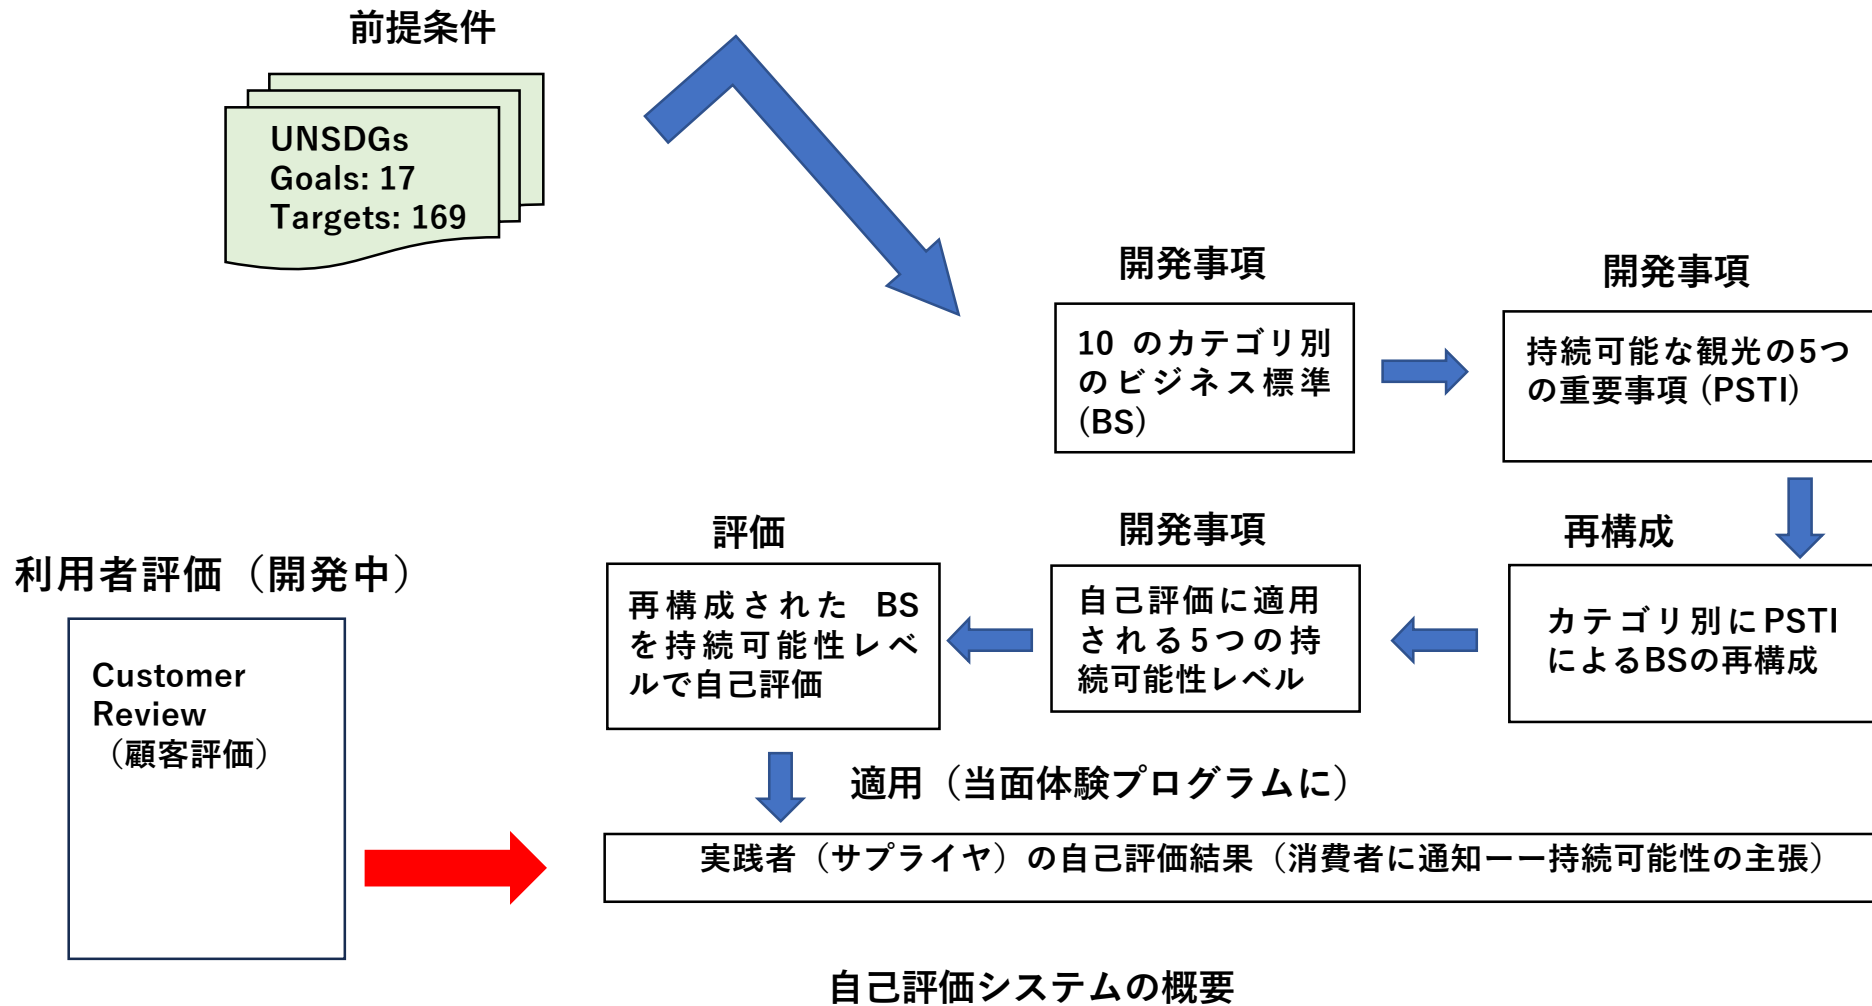 前提条件
UNSDGs
Goals: 17
Targets: 169
開発事項
10 のカテゴリ別
のビジネス標準
(BS)
開発事項
持続可能な観光の5つ
の重要事項 (PSTI)
再構成
カテゴリ別にPSTI
によるBSの再構成
開発事項
自己評価に適用
される5つの持
続可能性レベル
評価
再構成された BS
を持続可能性レベ
ルで自己評価
利用者評価（開発中）
Customer
Review
（顧客評価）
適用（当面体験プログラムに）
実践者（サプライヤ）の自己評価結果（消費者に通知ーー持続可能性の主張）
自己評価システムの概要